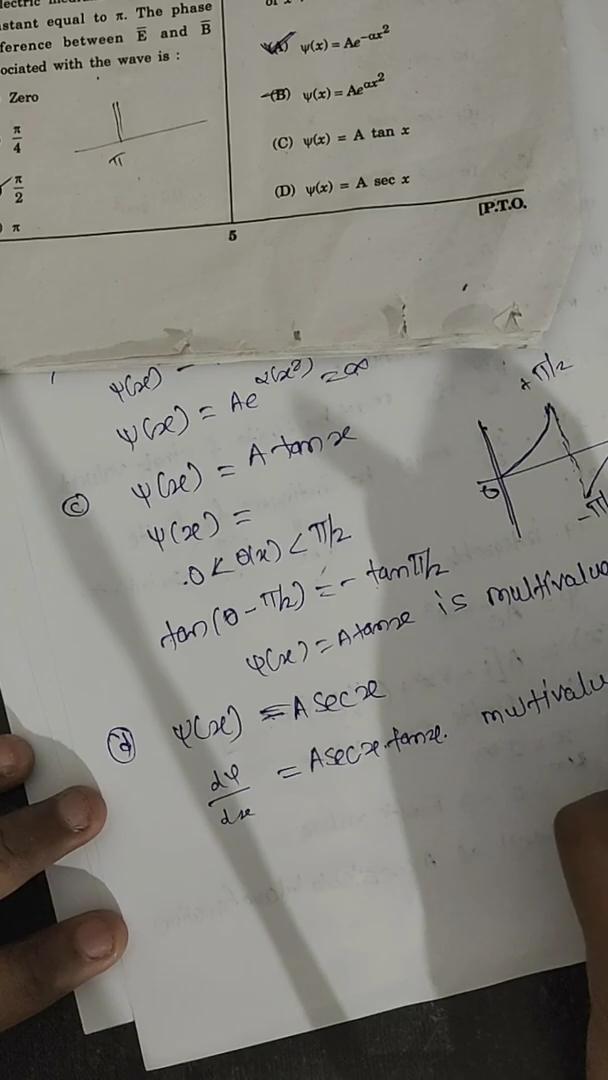 stant equal to π. The phase
ference between E̅ and B̅
ociated with the wave is :
Zero
π/4
π/2
π
π
(A) ψ(x) = Ae^{-αx²}
(B) ψ(x) = Ae^{αx²}
(C) ψ(x) = A tan x
(D) ψ(x) = A sec x
[P.T.O.
5
ψ(x)
ψ(x) = Ae^{α(x²)} = ∞
(c) ψ(x) = A tan x
ψ(x) =
0 < θ(x) < π/2
tan(θ - π/2) = - tan π/2
ψ(x) = A tan x is multivalue
+ π/2
0
- π/
(d) ψ(x) = A sec x
dψ/dx = A sec x . tan x . multivalu